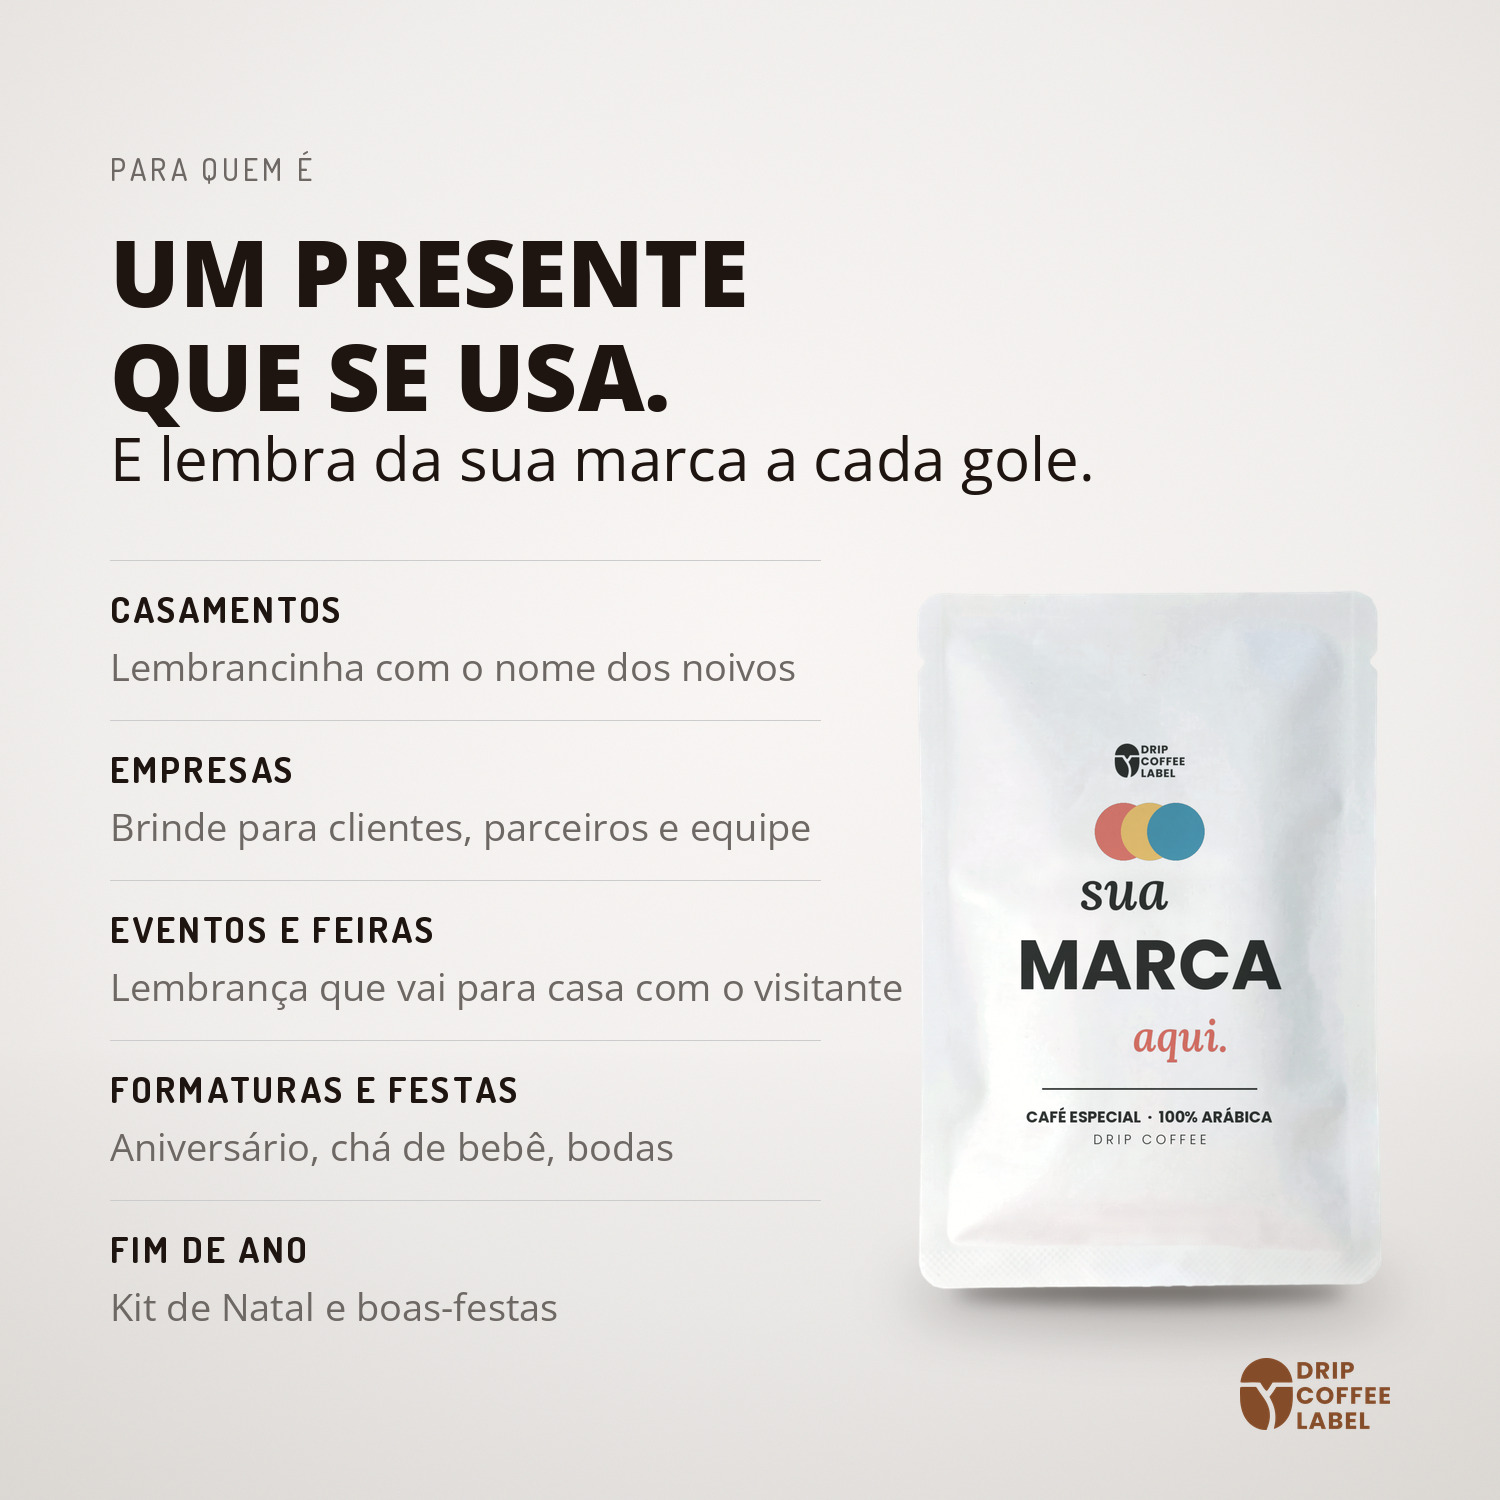 PARA QUEM É
UM PRESENTE
QUE SE USA.
E lembra da sua marca a cada gole.
CASAMENTOS
Lembrancinha com o nome dos noivos
EMPRESAS
Brinde para clientes, parceiros e equipe
EVENTOS E FEIRAS
Lembrança que vai para casa com o visitante
FORMATURAS E FESTAS
Aniversário, chá de bebê, bodas
FIM DE ANO
Kit de Natal e boas-festas
DRIP
COFFEE
LABEL
sua
MARCA
aqui.
CAFÉ ESPECIAL · 100% ARÁBICA
DRIP COFFEE
DRIP
COFFEE
LABEL